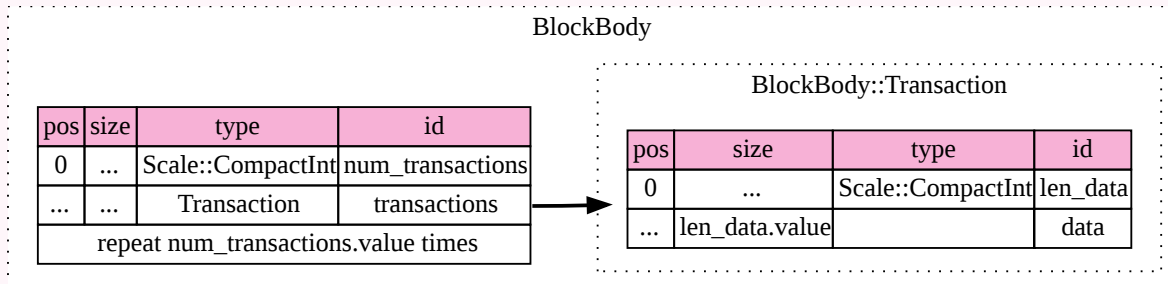 BlockBody
pos size type id
0 ... Scale::CompactInt num_transactions
... ... Transaction transactions
repeat num_transactions.value times
BlockBody::Transaction
pos size type id
0 ... Scale::CompactInt len_data
... len_data.value data